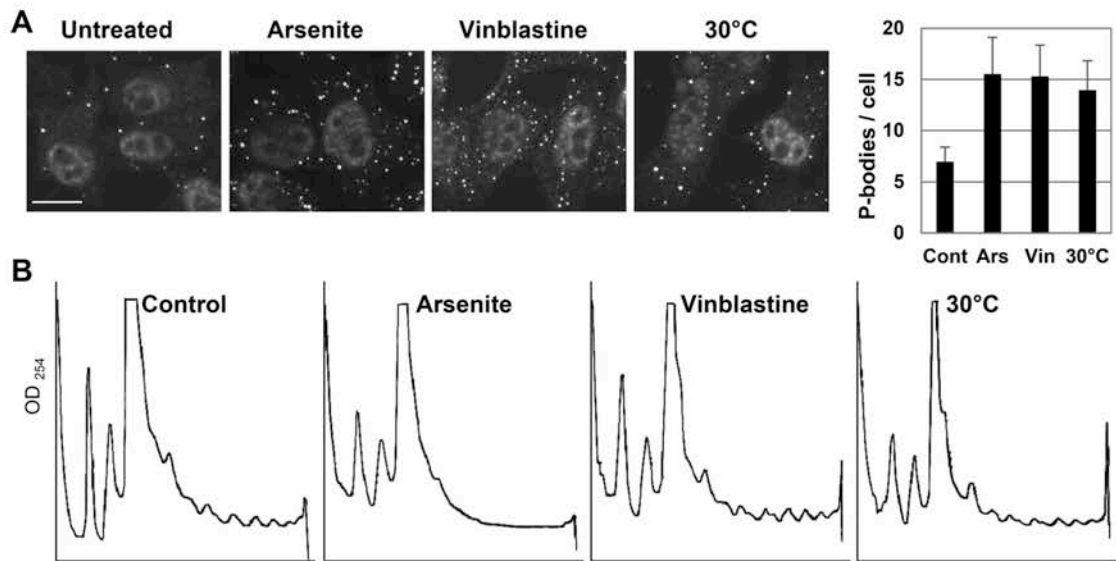 A
Untreated
Arsenite
Vinblastine
30°C
P-bodies / cell
20
15
10
5
0
Cont Ars Vin 30°C
B
OD 254
Control
Arsenite
Vinblastine
30°C